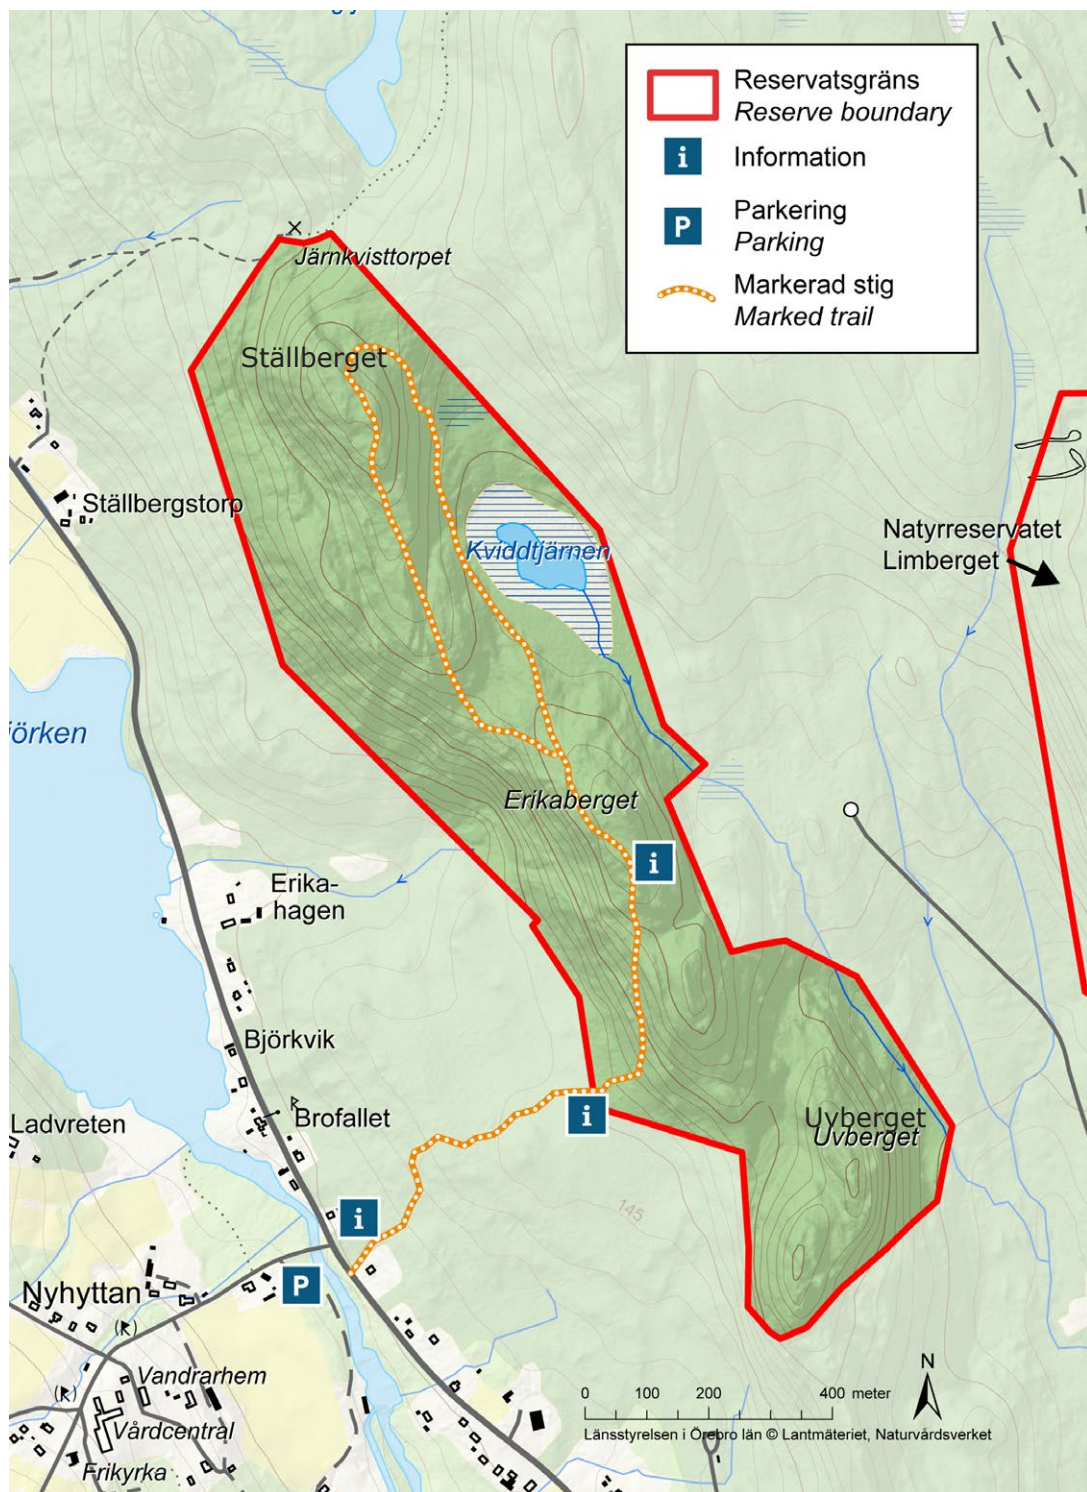 Reservatsgräns
Reserve boundary
i
Information
P
Parkering
Parking
Markerad stig
Marked trail
Järnkvisttorpet
Ställberget
Ställbergstorp
Kviddtjärnen
Natyrreservatet
Limberget
jörken
Erikaberget
i
Erika-
hagen
Björkvik
Brofallet
Ladvreten
i
Uvberget
Uvberget
i
145
P
Nyhyttan
(R)
Vandrarhem
(R)
Vårdcentral
Frikyrka
N
0 100 200 400 meter
Länsstyrelsen i Örebro län © Lantmäteriet, Naturvårdsverket